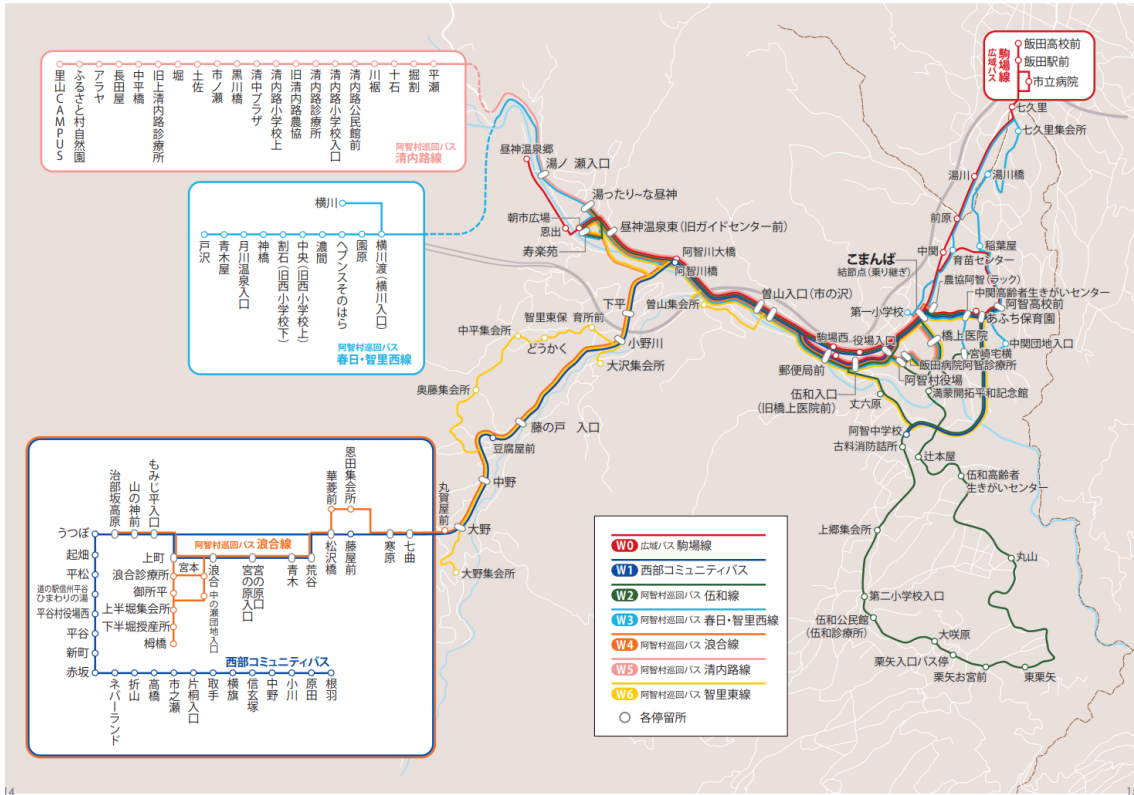 飯田高校前
飯田駅前
市立病院
駒場線
広域バス
七久里
七久里集会所
湯川
湯川橋
前原
中関
稲葉屋
育苗センター
こまんば
結節点(乗り継ぎ)
農協阿智(ラック)
中関高齢者生きがいセンター
阿智高校前
あふち保育園
第一小学校
橋上医院
中関団地入口
宮崎宅横
飯田病院阿智診療所
阿智村役場
満蒙開拓平和記念館
駒場西
役場入口
郵便局前
伍和入口
(旧橋上医院前)
丈六原
阿智中学校
古料消防詰所
辻本屋
伍和高齢者
生きがいセンター
上郷集会所
丸山
第二小学校入口
伍和公民館
(伍和診療所)
大咲原
栗矢入口バス停
栗矢お宮前
東栗矢
平瀬
堀割
十石
川裾
清内路公民館前
清内路小学校入口
清内路診療所
旧清内路農協
清内路小学校上
清中プラザ
黒川橋
市ノ瀬
土佐
堀
旧上清内路診療所
中平橋
長田屋
アラヤ
ふるさと村自然園
里山CAMPUS
阿智村巡回バス
清内路線
横川
横川渡(横川入口)
園原
ヘブンスそのはら
濃間
中央(旧西小学校上)
割石(旧西小学校下)
神橋
月川温泉入口
青木屋
戸沢
阿智村巡回バス
春日・智里西線
昼神温泉郷
湯ノ瀬入口
湯ったり~な昼神
朝市広場
恩出
昼神温泉東(旧ガイドセンター前)
寿楽苑
阿智川大橋
阿智川橋
曽山集会所
曽山入口(市の沢)
下平
智里東保 育所前
中平集会所
どうかく
小野川
大沢集会所
奥藤集会所
藤の戸 入口
豆腐屋前
中野
丸賀屋前
大野
大野集会所
恩田集会所
華菱前
もみじ平入口
山の神前
治部坂高原
うつぼ
阿智村巡回バス 浪合線
七曲
寒原
藤屋前
松沢橋
荒谷
青木
宮の原口
宮の原入口
浪合
中の瀬団地入口
上町
宮本
浪合診療所
御所平
上半堀集会所
下半堀授産所
栂橋
起畑
平松
道の駅信州平谷
ひまわりの湯
平谷村役場西
平谷
新町
赤坂
西部コミュニティバス
根羽
原田
小川
中野
信玄塚
横旗
取手
片桐入口
市之瀬
高橋
折山
ネバーランド
W0 広域バス 駒場線
W1 西部コミュニティバス
W2 阿智村巡回バス 伍和線
W3 阿智村巡回バス 春日・智里西線
W4 阿智村巡回バス 浪合線
W5 阿智村巡回バス 清内路線
W6 阿智村巡回バス 智里東線
各停留所